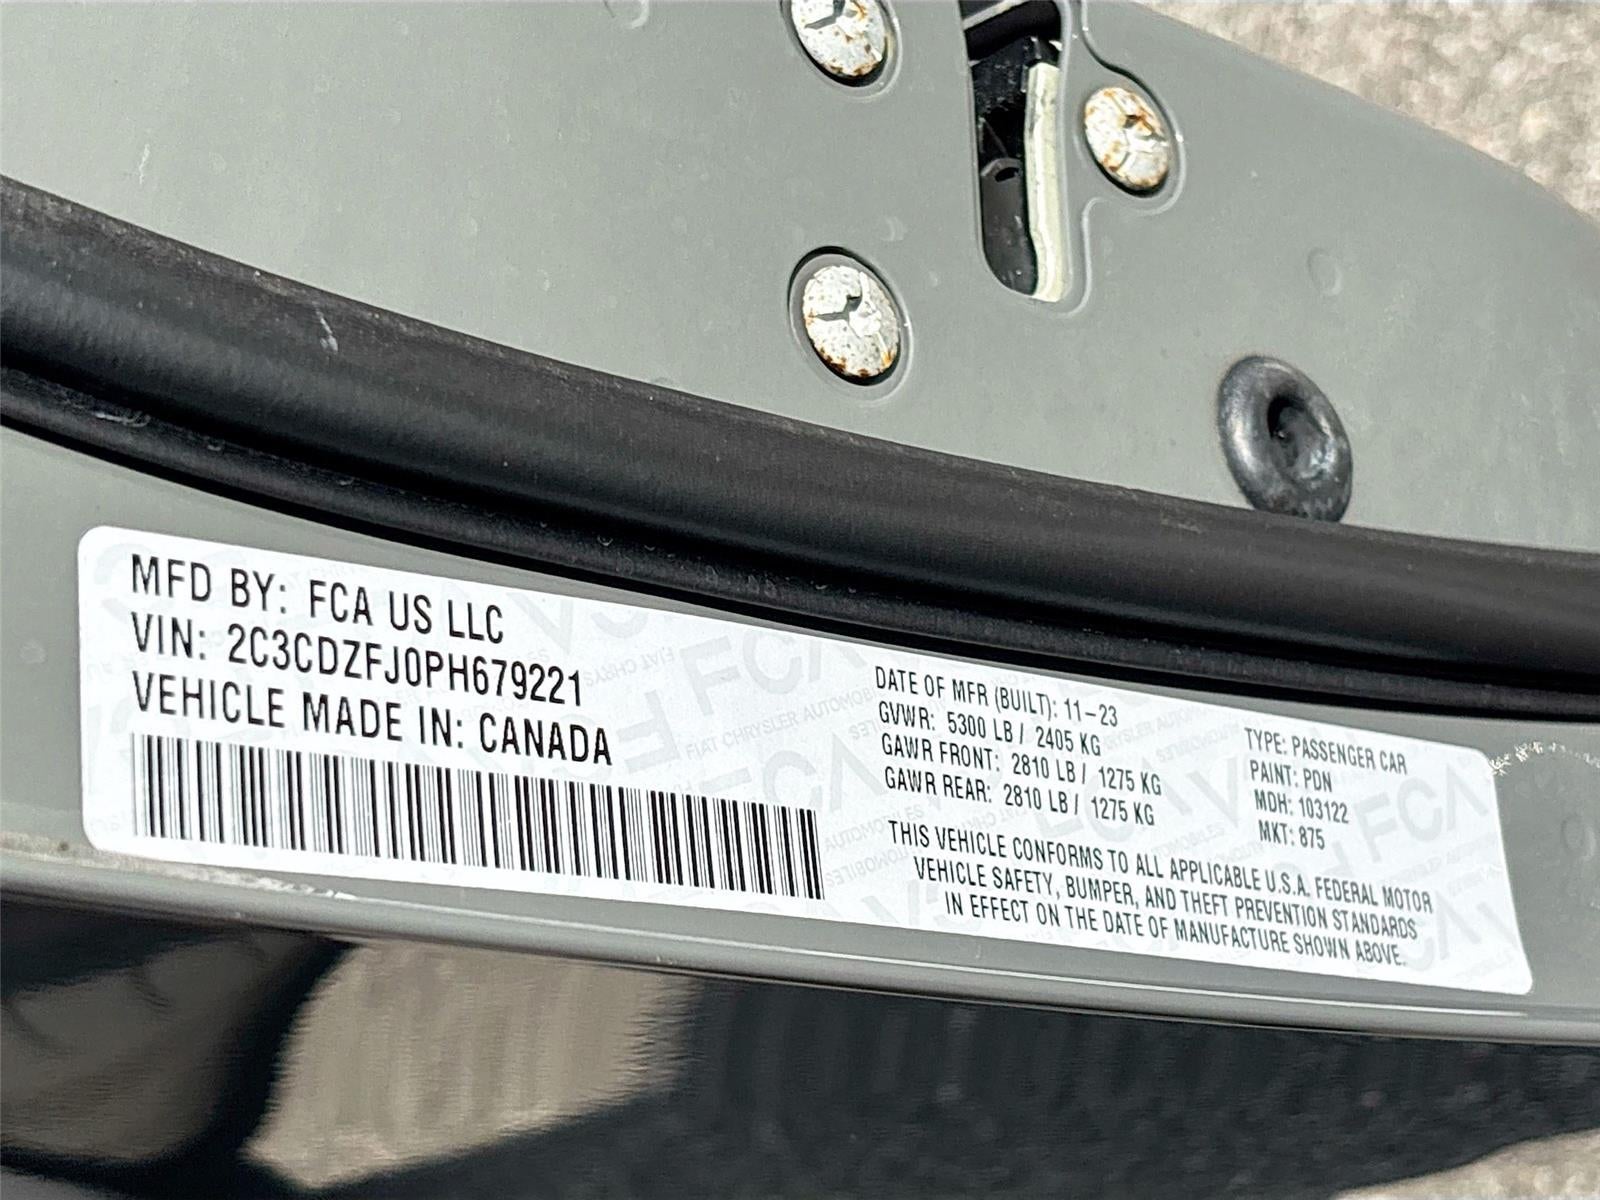 MFD BY: FCA US LLC
VIN: 2C3CDZFJ0PH679221
VEHICLE MADE IN: CANADA
DATE OF MFR (BUILT): 11-23
GVWR: 5300 LB / 2405 KG
GAWR FRONT: 2810 LB / 1275 KG
GAWR REAR: 2810 LB / 1275 KG
TYPE: PASSENGER CAR
PAINT: PDN
MDH: 103122
MKT: 875
THIS VEHICLE CONFORMS TO ALL APPLICABLE U.S.A. FEDERAL MOTOR
VEHICLE SAFETY, BUMPER, AND THEFT PREVENTION STANDARDS
IN EFFECT ON THE DATE OF MANUFACTURE SHOWN ABOVE.